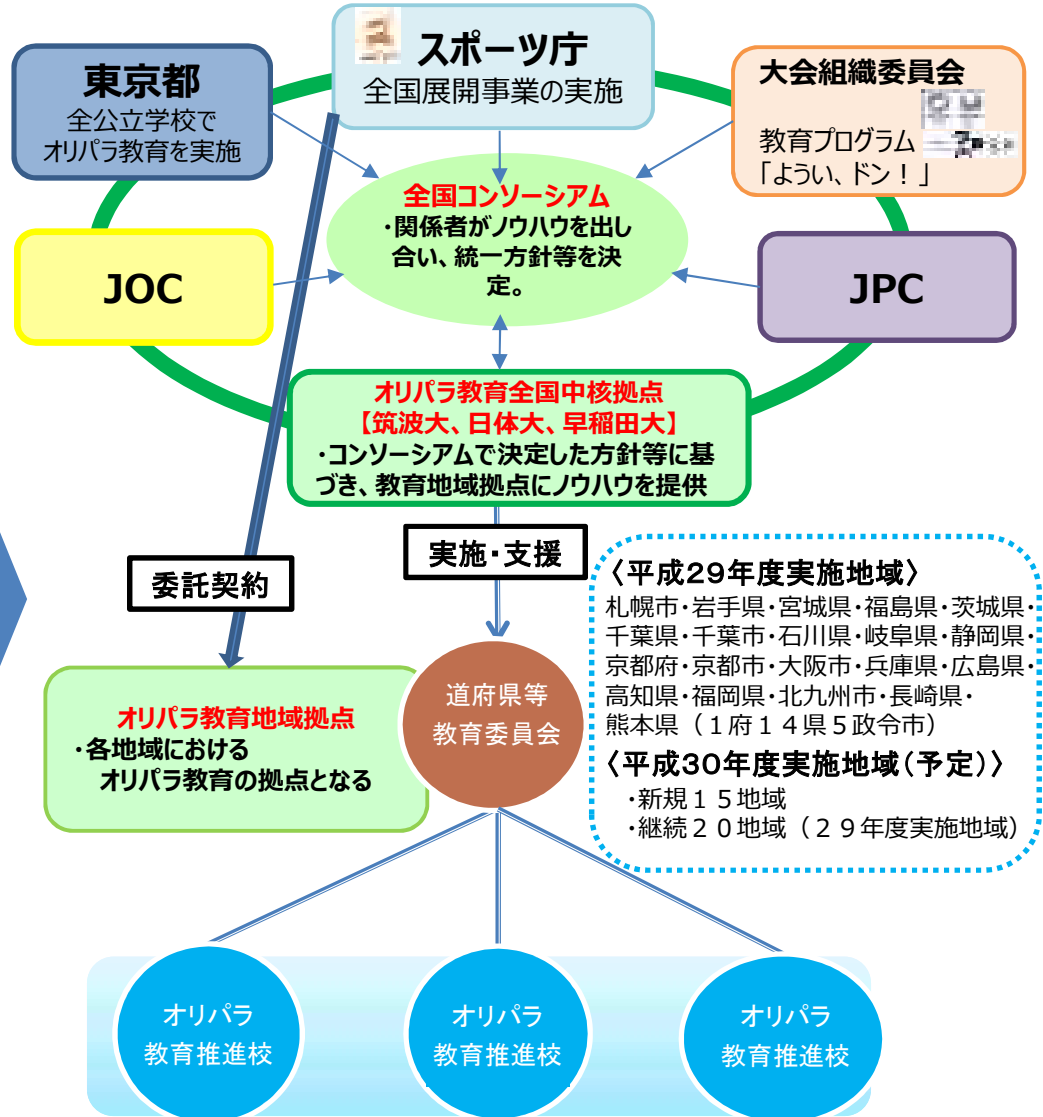 スポーツ庁
全国展開事業の実施
東京都
全公立学校で
オリパラ教育を実施
大会組織委員会
教育プログラム
「ようい、ドン！」
全国コンソーシアム
・関係者がノウハウを出し
合い、統一方針等を決
定。
JOC
JPC
オリパラ教育全国中核拠点
【筑波大、日体大、早稲田大】
・コンソーシアムで決定した方針等に基
づき、教育地域拠点にノウハウを提供
委託契約
実施・支援
〈平成29年度実施地域〉
札幌市・岩手県・宮城県・福島県・茨城県・
千葉県・千葉市・石川県・岐阜県・静岡県・
京都府・京都市・大阪市・兵庫県・広島県・
高知県・福岡県・北九州市・長崎県・
熊本県（１府１４県５政令市）
〈平成30年度実施地域（予定）〉
・新規１５地域
・継続２０地域（２９年度実施地域）
オリパラ教育地域拠点
・各地域における
オリパラ教育の拠点となる
道府県等
教育委員会
オリパラ
教育推進校
オリパラ
教育推進校
オリパラ
教育推進校